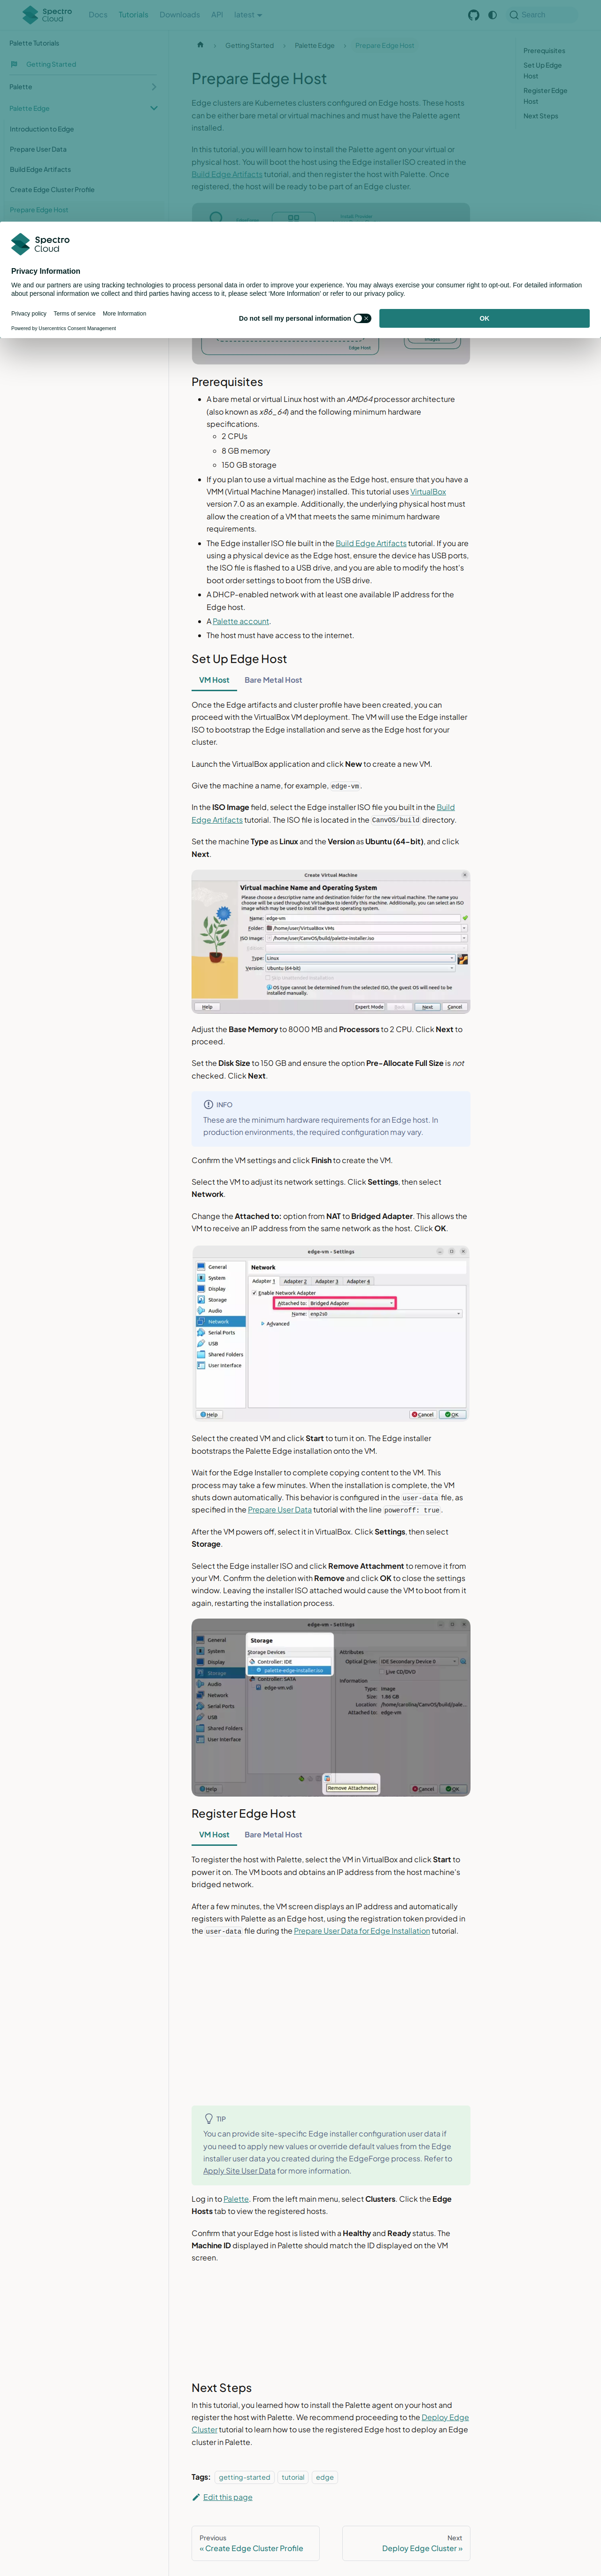 Spectro Cloud
Docs
Tutorials
Downloads
API
latest
Search
Palette Tutorials
Getting Started
Palette
Palette Edge
Introduction to Edge
Prepare User Data
Build Edge Artifacts
Create Edge Cluster Profile
Prepare Edge Host
Getting Started
Palette Edge
Prepare Edge Host
Prerequisites
Set Up Edge
Host
Register Edge
Host
Next Steps
Prepare Edge Host
Edge clusters are Kubernetes clusters configured on Edge hosts. These hosts
can be either bare metal or virtual machines and must have the Palette agent
installed.
In this tutorial, you will learn how to install the Palette agent on your virtual or
physical host. You will boot the host using the Edge installer ISO created in the
Build Edge Artifacts tutorial, and then register the host with Palette. Once
registered, the host will be ready to be part of an Edge cluster.
Spectro Cloud
Privacy Information
We and our partners are using tracking technologies to process personal data in order to improve your experience. You may always exercise your consumer right to opt-out. For detailed information
about personal information we collect and third parties having access to it, please select 'More Information' or refer to our privacy policy.
Privacy policy
Terms of service
More Information
Powered by Usercentrics Consent Management
Do not sell my personal information
OK
Edge Host
Images
Prerequisites
• A bare metal or virtual Linux host with an AMD64 processor architecture
(also known as x86_64) and the following minimum hardware
specifications.
◦ 2 CPUs
◦ 8 GB memory
◦ 150 GB storage
• If you plan to use a virtual machine as the Edge host, ensure that you have a
VMM (Virtual Machine Manager) installed. This tutorial uses VirtualBox
version 7.0 as an example. Additionally, the underlying physical host must
allow the creation of a VM that meets the same minimum hardware
requirements.
• The Edge installer ISO file built in the Build Edge Artifacts tutorial. If you are
using a physical device as the Edge host, ensure the device has USB ports,
the ISO file is flashed to a USB drive, and you are able to modify the host's
boot order settings to boot from the USB drive.
• A DHCP-enabled network with at least one available IP address for the
Edge host.
• A Palette account.
• The host must have access to the internet.
Set Up Edge Host
VM Host
Bare Metal Host
Once the Edge artifacts and cluster profile have been created, you can
proceed with the VirtualBox VM deployment. The VM will use the Edge installer
ISO to bootstrap the Edge installation and serve as the Edge host for your
cluster.
Launch the VirtualBox application and click New to create a new VM.
Give the machine a name, for example, edge-vm.
In the ISO Image field, select the Edge installer ISO file you built in the Build
Edge Artifacts tutorial. The ISO file is located in the CanvOS/build directory.
Set the machine Type as Linux and the Version as Ubuntu (64-bit), and click
Next.
Create Virtual Machine
Virtual machine Name and Operating System
Please choose a descriptive name and destination folder for the new virtual machine. The name
you choose will be used throughout VirtualBox to identify this machine. Additionally, you can select
an ISO image which may be used to install the guest operating system.
Name: edge-vm
Folder: /home/user/VirtualBox VMs
ISO Image: /home/user/CanvOS/build/palette-installer.iso
Edition:
Type: Linux
Version: Ubuntu (64-bit)
Skip Unattended Installation
OS type cannot be determined from the selected ISO, the guest OS will need to be
installed manually.
Help
Expert Mode
Back
Next
Cancel
Adjust the Base Memory to 8000 MB and Processors to 2 CPU. Click Next to
proceed.
Set the Disk Size to 150 GB and ensure the option Pre-Allocate Full Size is not
checked. Click Next.
INFO
These are the minimum hardware requirements for an Edge host. In
production environments, the required configuration may vary.
Confirm the VM settings and click Finish to create the VM.
Select the VM to adjust its network settings. Click Settings, then select
Network.
Change the Attached to: option from NAT to Bridged Adapter. This allows the
VM to receive an IP address from the same network as the host. Click OK.
edge-vm - Settings
General
System
Display
Storage
Audio
Network
Serial Ports
USB
Shared Folders
User Interface
Network
Adapter 1
Adapter 2
Adapter 3
Adapter 4
Enable Network Adapter
Attached to: Bridged Adapter
Name: enp2s0
Advanced
Help
Cancel
OK
Select the created VM and click Start to turn it on. The Edge installer
bootstraps the Palette Edge installation onto the VM.
Wait for the Edge Installer to complete copying content to the VM. This
process may take a few minutes. When the installation is complete, the VM
shuts down automatically. This behavior is configured in the user-data file, as
specified in the Prepare User Data tutorial with the line poweroff: true.
After the VM powers off, select it in VirtualBox. Click Settings, then select
Storage.
Select the Edge installer ISO and click Remove Attachment to remove it from
your VM. Confirm the deletion with Remove and click OK to close the settings
window. Leaving the installer ISO attached would cause the VM to boot from it
again, restarting the installation process.
edge-vm - Settings
General
System
Display
Storage
Audio
Network
Serial Ports
USB
Shared Folders
User Interface
Storage
Storage Devices
Controller: IDE
palette-edge-installer.iso
Controller: SATA
edge-vm.vdi
Attributes
Optical Drive: IDE Secondary Device 0
Live CD/DVD
Information
Type: Image
Size: 1.86 GB
Location: /home/carolina/CanvOS/build/pale...
Attached to: edge-vm
Remove Attachment
Help
Cancel
OK
Register Edge Host
VM Host
Bare Metal Host
To register the host with Palette, select the VM in VirtualBox and click Start to
power it on. The VM boots and obtains an IP address from the host machine's
bridged network.
After a few minutes, the VM screen displays an IP address and automatically
registers with Palette as an Edge host, using the registration token provided in
the user-data file during the Prepare User Data for Edge Installation tutorial.
TIP
You can provide site-specific Edge installer configuration user data if
you need to apply new values or override default values from the Edge
installer user data you created during the EdgeForge process. Refer to
Apply Site User Data for more information.
Log in to Palette. From the left main menu, select Clusters. Click the Edge
Hosts tab to view the registered hosts.
Confirm that your Edge host is listed with a Healthy and Ready status. The
Machine ID displayed in Palette should match the ID displayed on the VM
screen.
Next Steps
In this tutorial, you learned how to install the Palette agent on your host and
register the host with Palette. We recommend proceeding to the Deploy Edge
Cluster tutorial to learn how to use the registered Edge host to deploy an Edge
cluster in Palette.
Tags:
getting-started
tutorial
edge
Edit this page
Previous
« Create Edge Cluster Profile
Next
Deploy Edge Cluster »